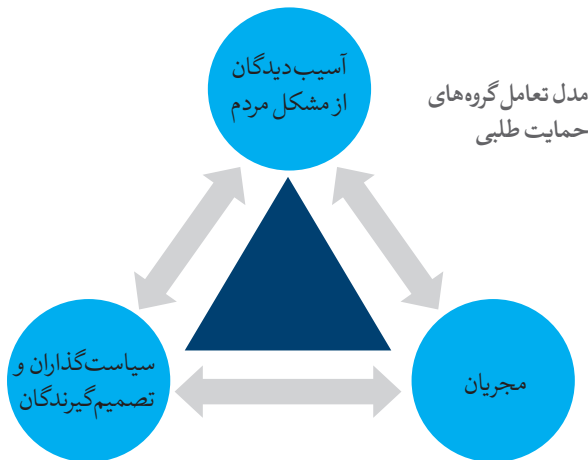 آسیب‌دیدگان
از مشکل مردم
مدل تعامل گروه‌های
حمایت طلبی
مجریان
سیاست‌گذاران و
تصمیم‌گیرندگان